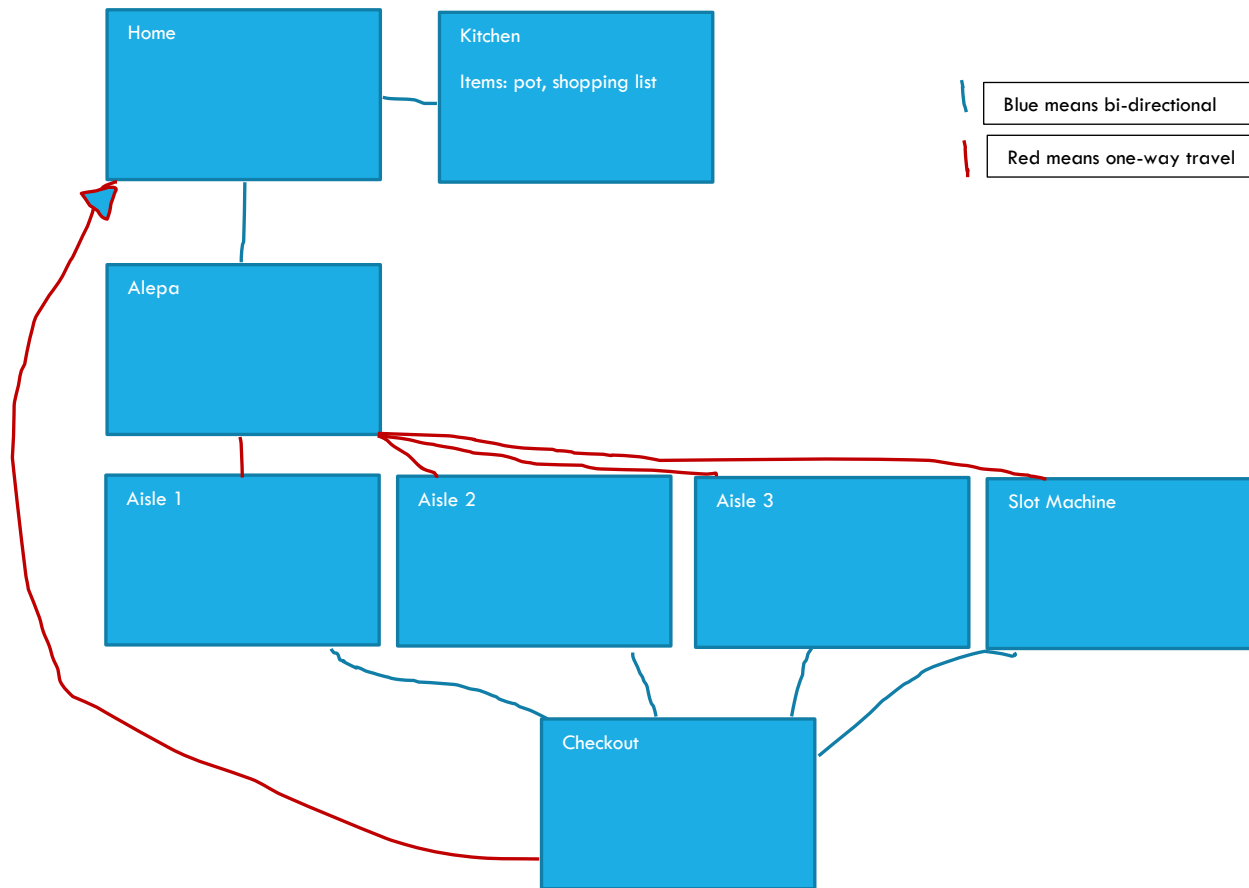 Home
Kitchen
Items: pot, shopping list
Blue means bi-directional
Red means one-way travel
Alepa
Aisle 1
Aisle 2
Aisle 3
Slot Machine
Checkout